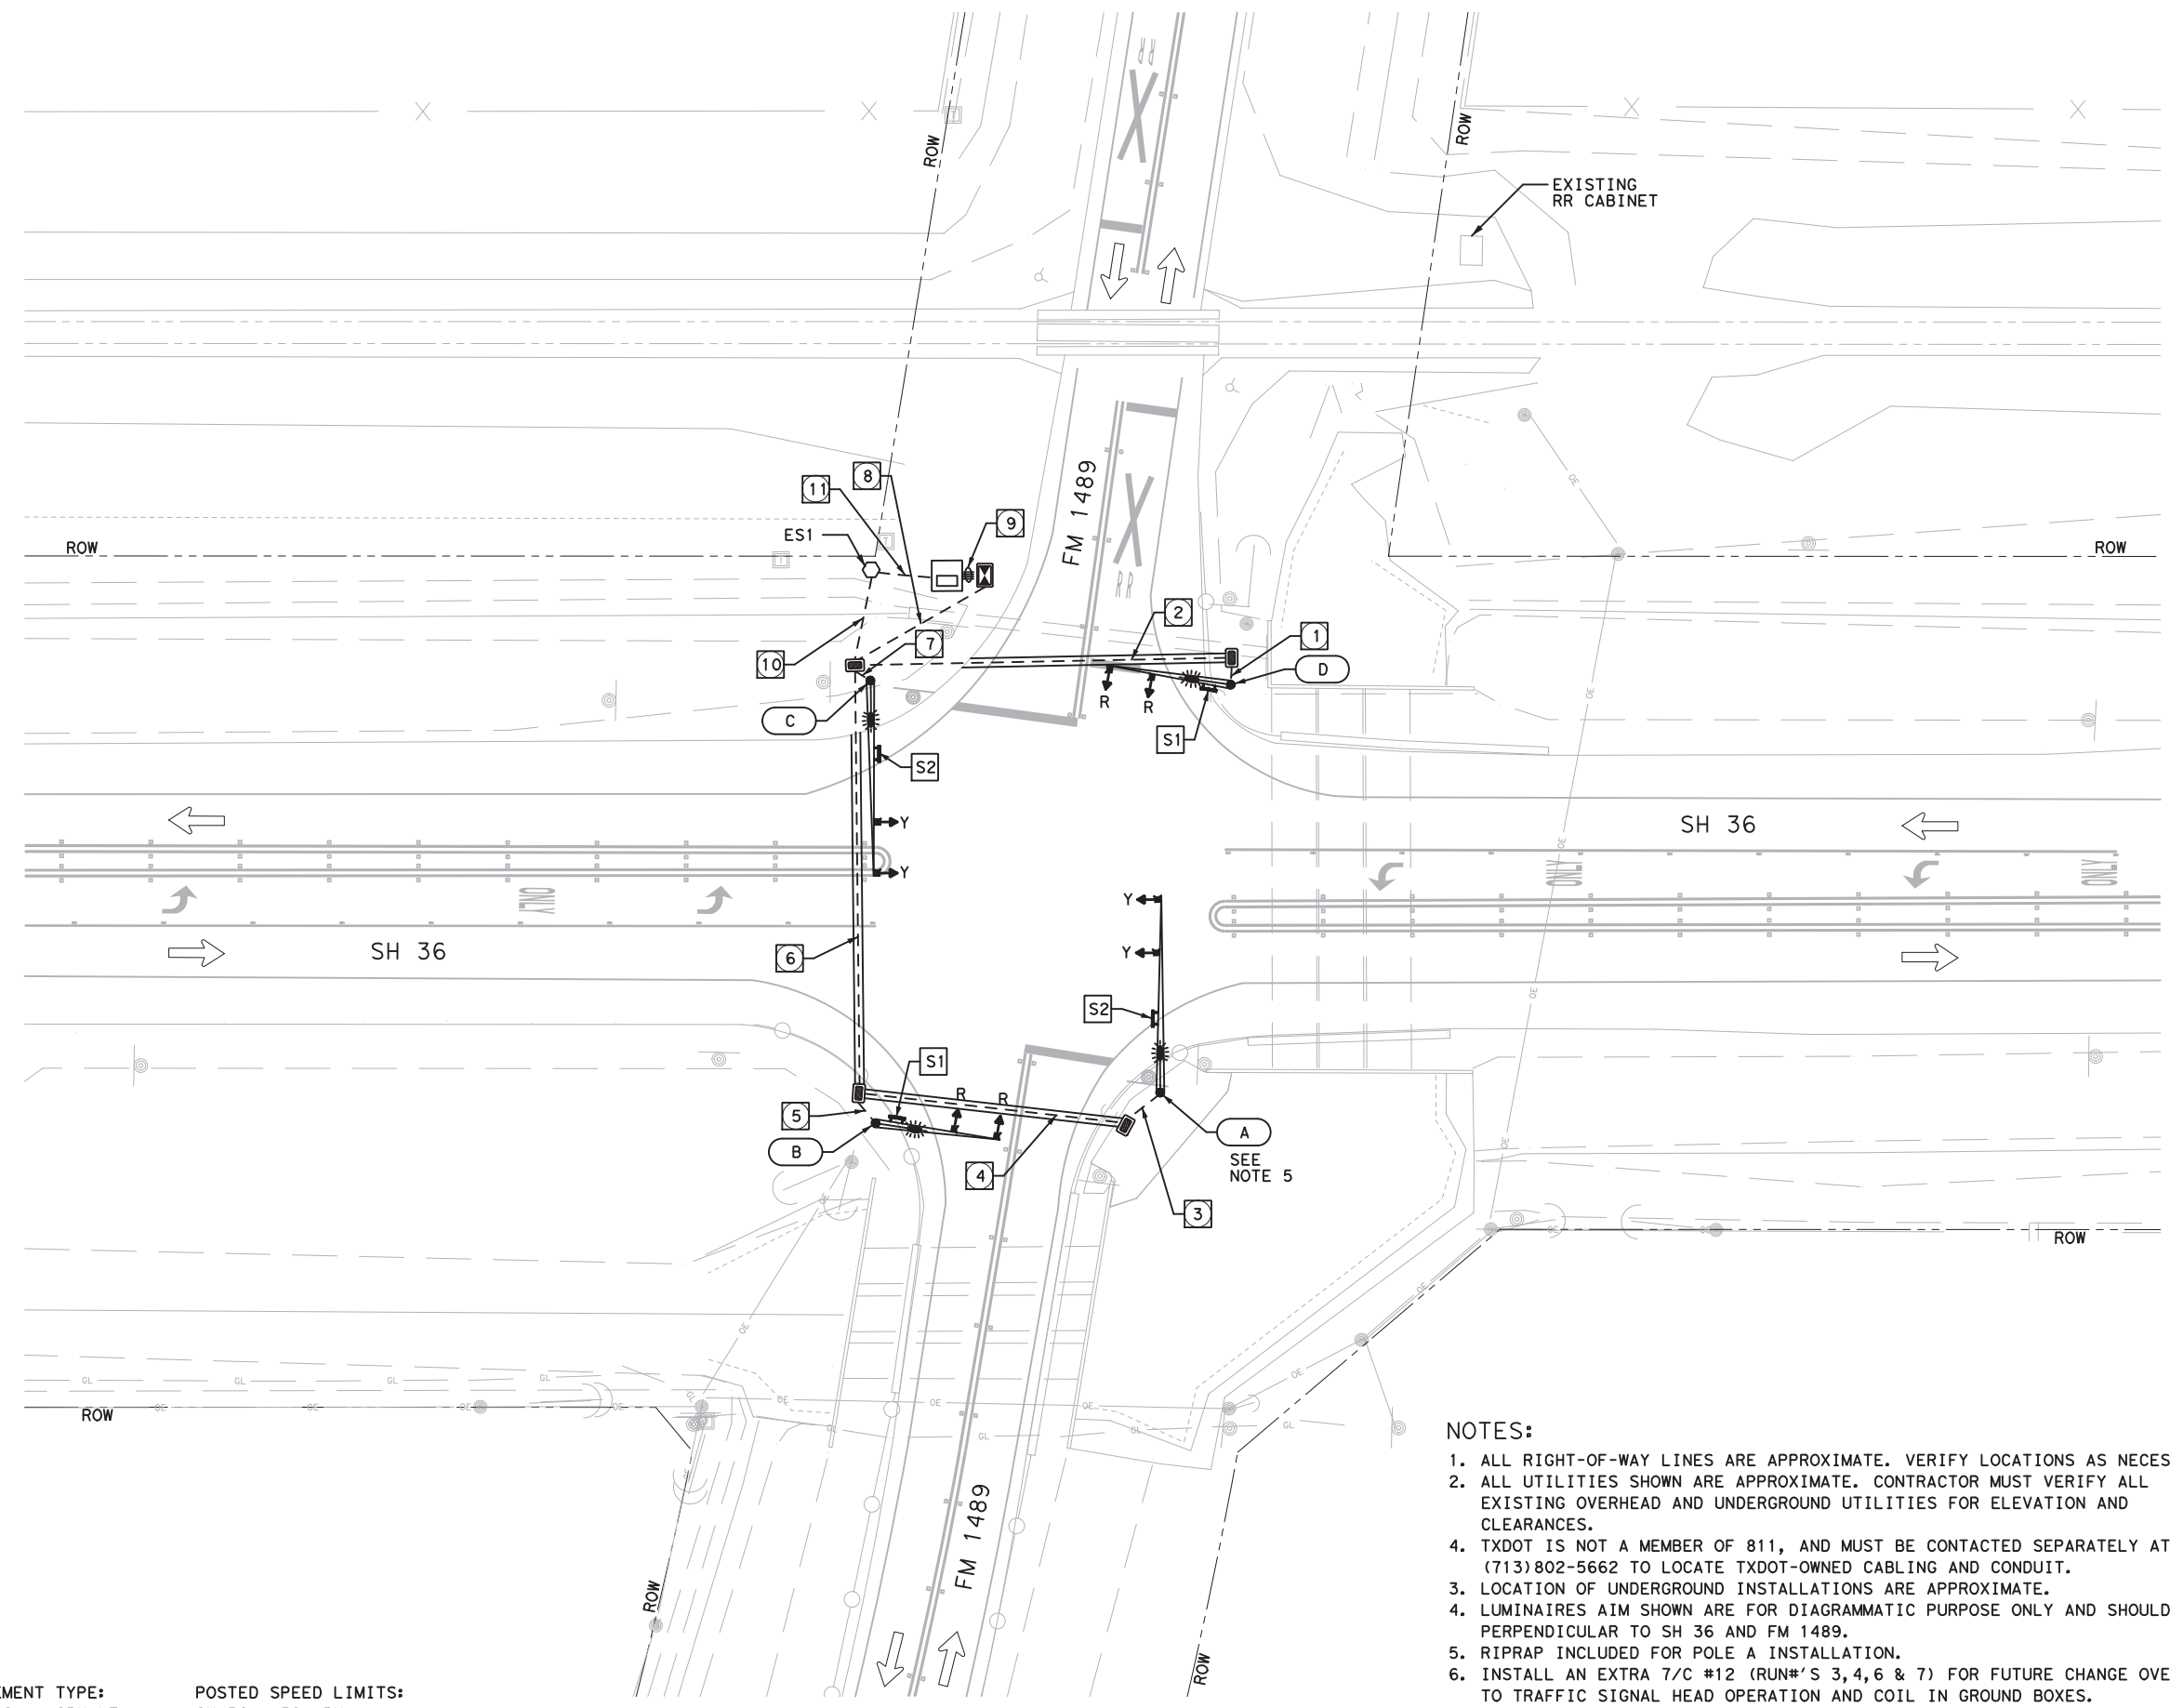 ROW
ROW
EXISTING
RR CABINET
FM 1489
8
11
9
ES1
ROW
ROW
2
1
7
10
D
R
R
C
S1
S2
Y
SH 36
Y
ONLY
ONLY
ONLY
Y
SH 36
Y
6
S2
S1
R
R
5
A
B
SEE
NOTE 5
4
3
ROW
OE
GL
ROW
FM 1489
ROW
ROW
NOTES:
1. ALL RIGHT-OF-WAY LINES ARE APPROXIMATE. VERIFY LOCATIONS AS NECES
2. ALL UTILITIES SHOWN ARE APPROXIMATE. CONTRACTOR MUST VERIFY ALL
EXISTING OVERHEAD AND UNDERGROUND UTILITIES FOR ELEVATION AND
CLEARANCES.
4. TXDOT IS NOT A MEMBER OF 811, AND MUST BE CONTACTED SEPARATELY AT
(713)802-5662 TO LOCATE TXDOT-OWNED CABLING AND CONDUIT.
3. LOCATION OF UNDERGROUND INSTALLATIONS ARE APPROXIMATE.
4. LUMINAIRES AIM SHOWN ARE FOR DIAGRAMMATIC PURPOSE ONLY AND SHOULD
PERPENDICULAR TO SH 36 AND FM 1489.
5. RIPRAP INCLUDED FOR POLE A INSTALLATION.
6. INSTALL AN EXTRA 7/C #12 (RUN#'S 3,4,6 & 7) FOR FUTURE CHANGE OVE
TO TRAFFIC SIGNAL HEAD OPERATION AND COIL IN GROUND BOXES.
EMENT TYPE:
POSTED SPEED LIMITS: